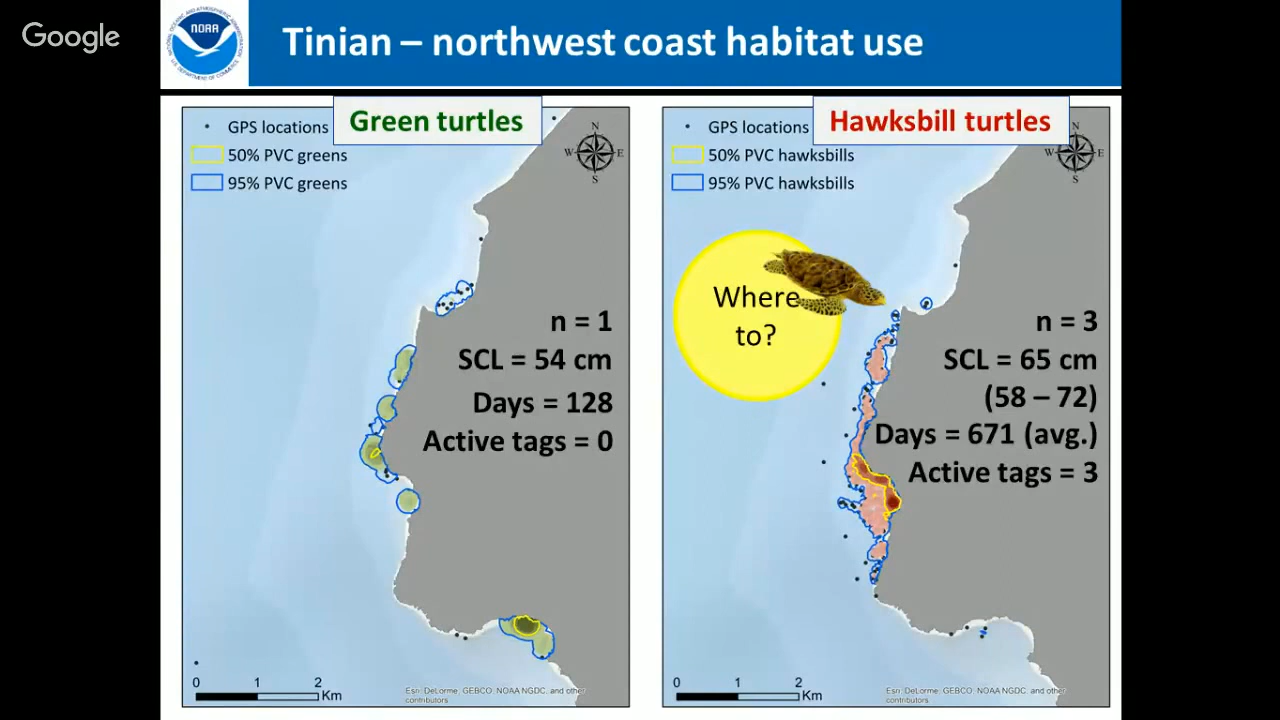 Google
NOAA
Tinian – northwest coast habitat use
Green turtles
GPS locations
50% PVC greens
95% PVC greens
N
W E
S
n = 1
SCL = 54 cm
Days = 128
Active tags = 0
0 1 2
Km
Esri, DeLorme, GEBCO, NOAA NGDC, and other
contributors
Hawksbill turtles
GPS locations
50% PVC hawksbills
95% PVC hawksbills
N
W E
S
Where
to?
n = 3
SCL = 65 cm
(58 – 72)
Days = 671 (avg.)
Active tags = 3
0 1 2
Km
Esri, DeLorme, GEBCO, NOAA NGDC, and other
contributors